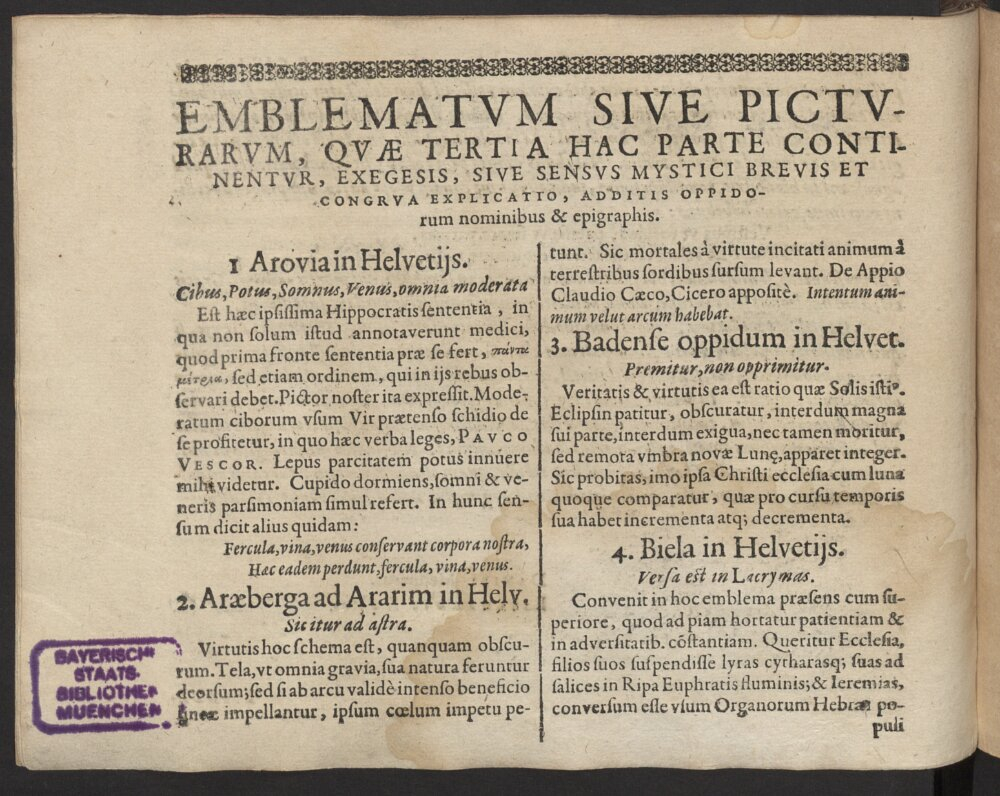 EMBLEMATVM SIVE PICTV-
RARVM, QVÆ TERTIA HAC PARTE CONTI-
NENTVR, EXEGESIS, SIVE SENSVS MYSTICI BREVIS ET
CONGRVA EXPLICATIO, ADDITIS OPPIDO-
rum nominibus & epigraphis.
1 Arovia in Helvetijs.
Cibus, Potus, Somnus, Venus, omnia moderata
Eſt hæc ipſiſſima Hippocratis ſententia, in
qua non ſolum iſtud annotaverunt medici,
quod prima fronte ſententia præ ſe fert, πάντα
μέτρια, ſed etiam ordinem, qui in ijs rebus ob-
ſervari debet. Pictor noſter ita expreſſit. Mode-
ratum ciborum vſum Vir prætenſo ſchidio de
ſe profitetur, in quo hæc verba leges, PAVCO
VESCOR. Lepus parcitatem potus innuere
mihi videtur. Cupido dormiens, ſomni & ve-
neris parſimoniam ſimul refert. In hunc ſen-
ſum dicit alius quidam:
Fercula, vina, venus conſervant corpora noſtra,
Hac eadem perdunt, fercula, vina, venus.
2. Aræberga ad Ararim in Helv.
Sic itur ad aſtra.
Virtutis hoc ſchema eſt, quanquam obſcu-
rum. Tela, vt omnia gravia, ſua natura feruntur
deorſum; ſed ſi ab arcu validè intenſo beneficio
lineæ impellantur, ipſum cœlum impetu pe-
tunt. Sic mortales à virtute incitati animum à
terreſtribus ſordibus ſurſum levant. De Appio
Claudio Cæco, Cicero appoſitè. Intentum ani-
mum velut arcum habebat.
3. Badenſe oppidum in Helvet.
Premitur, non opprimitur.
Veritatis & virtutis ea eſt ratio quæ Solis iſtiꝰ.
Eclipſin patitur, obſcuratur, interdum magna
ſui parte, interdum exigua, nec tamen moritur,
ſed remota vmbra novæ Lunę, apparet integer.
Sic probitas, imo ipſa Chriſti eccleſia cum luna
quoque comparatur, quæ pro curſu temporis
ſua habet incrementa atq; decrementa.
4. Biela in Helvetijs.
Verſa eſt in Lacrymas.
Convenit in hoc emblema præſens cum ſu-
periore, quod ad piam hortatur patientiam &
in adverſitatib. cōſtantiam. Queritur Eccleſia,
filios ſuos ſuſpendiſſe lyras cytharasq; ſuas ad
ſalices in Ripa Euphratis fluminis; & Ieremias,
converſum eſſe vſum Organorum Hebræi po-
puli
BAYERISCHE
STAATS-
BIBLIOTHEK
MUENCHEN